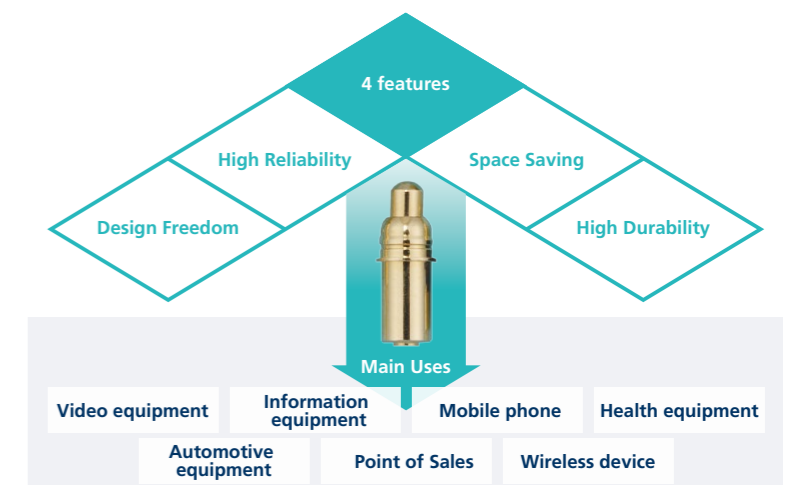 4 features
High Reliability
Space Saving
Design Freedom
High Durability
Main Uses
Video equipment
Information
equipment
Mobile phone
Health equipment
Automotive
equipment
Point of Sales
Wireless device